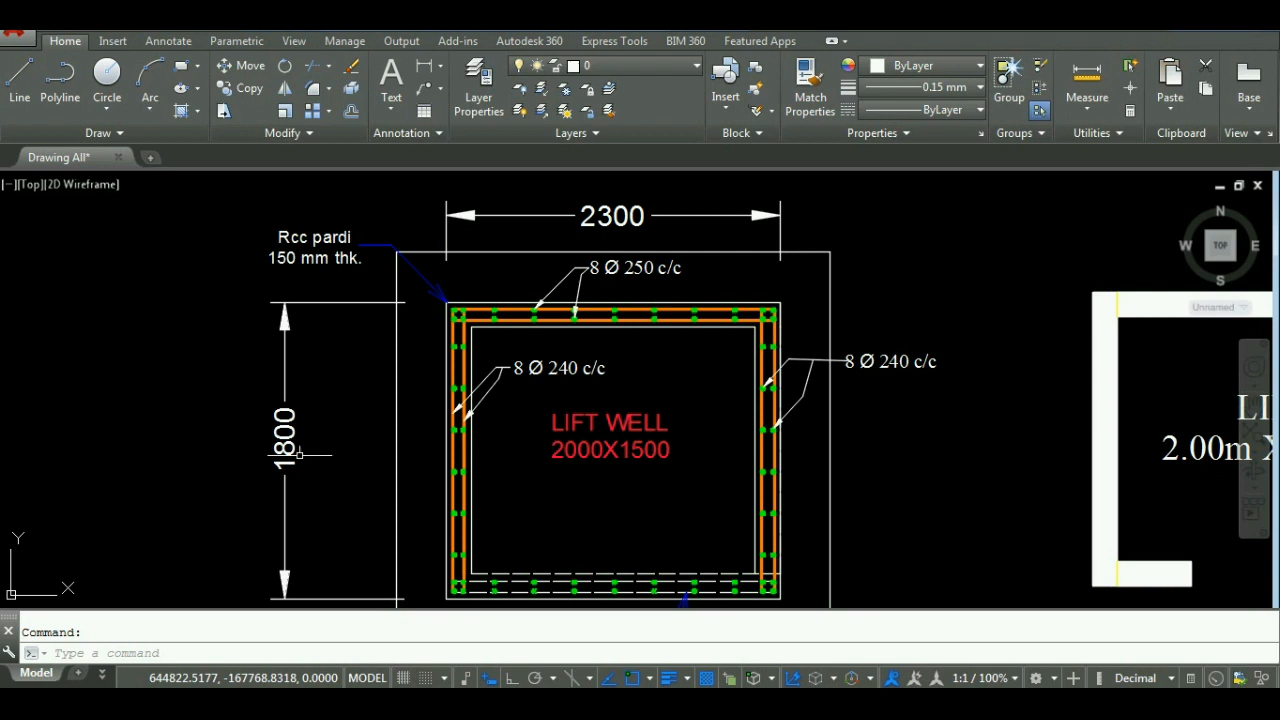 Home Insert Annotate Parametric View Manage Output Add-ins Autodesk 360 Express Tools BIM 360 Featured Apps
Line Polyline Circle Arc Move Copy Text Layer Properties 0 Insert Match Properties ByLayer 0.15 mm ByLayer Group Measure Paste Base
Draw Modify Annotation Layers Block Properties Groups Utilities Clipboard View
Drawing All*
[−][Top][2D Wireframe]
2300
N
W TOP E
S
Unnamed
Rcc pardi
150 mm thk.
8 Ø 250 c/c
8 Ø 240 c/c
8 Ø 240 c/c
1800
LIFT WELL
2000X1500
LI
2.00m X
Y
X
Command:
Type a command
Model
644822.5177, -167768.8318, 0.0000 MODEL 1:1 / 100% Decimal